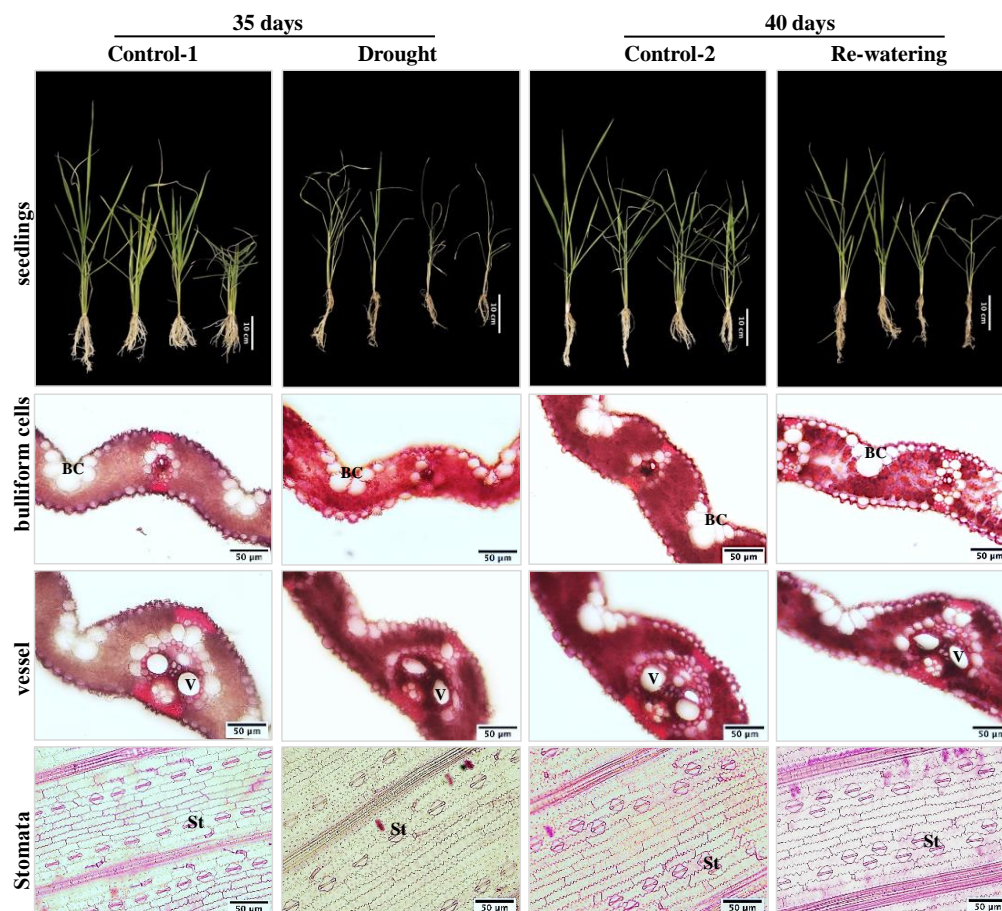 35 days 40 days
Control-1 Drought Control-2 Re-watering
seedlings
10 cm 10 cm 10 cm 10 cm
bulliform cells
BC BC BC BC
50 µm 50 µm 50 µm 50 µm
vessel
V V V V
50 µm 50 µm 50 µm 50 µm
Stomata
St St St St
50 µm 50 µm 50 µm 50 µm